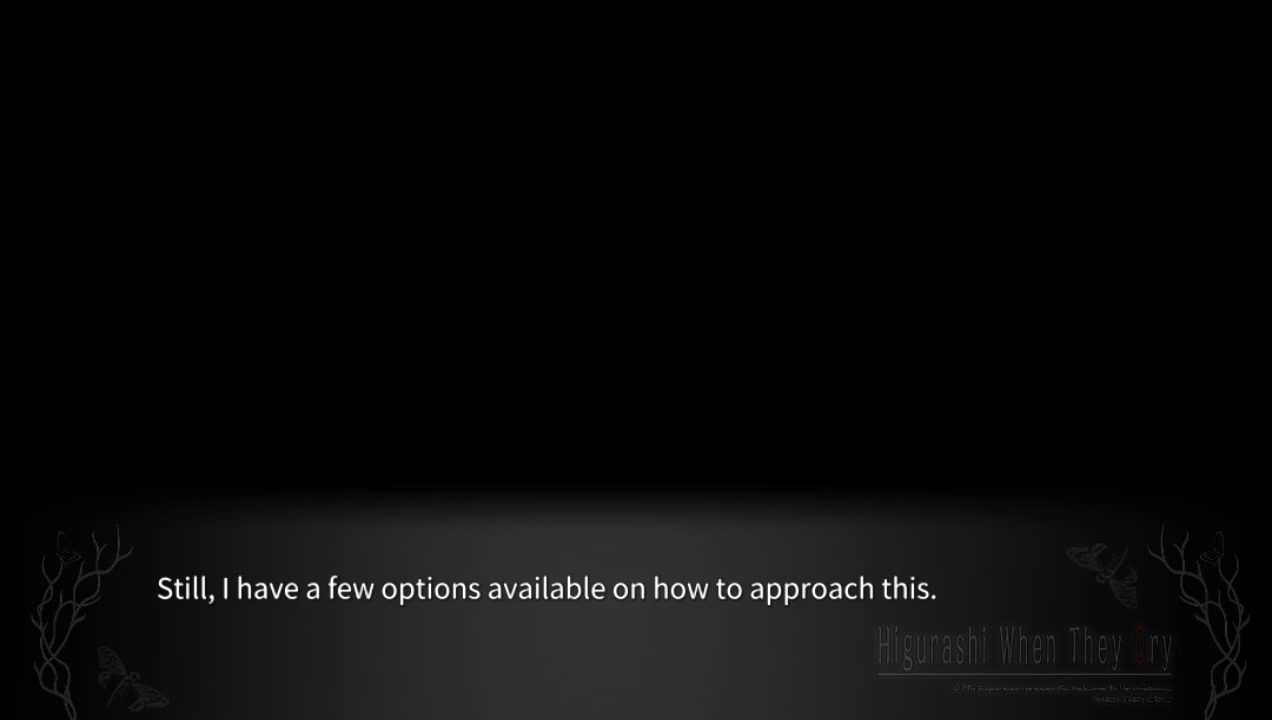 Still, I have a few options available on how to approach this.
Higurashi When They Cry